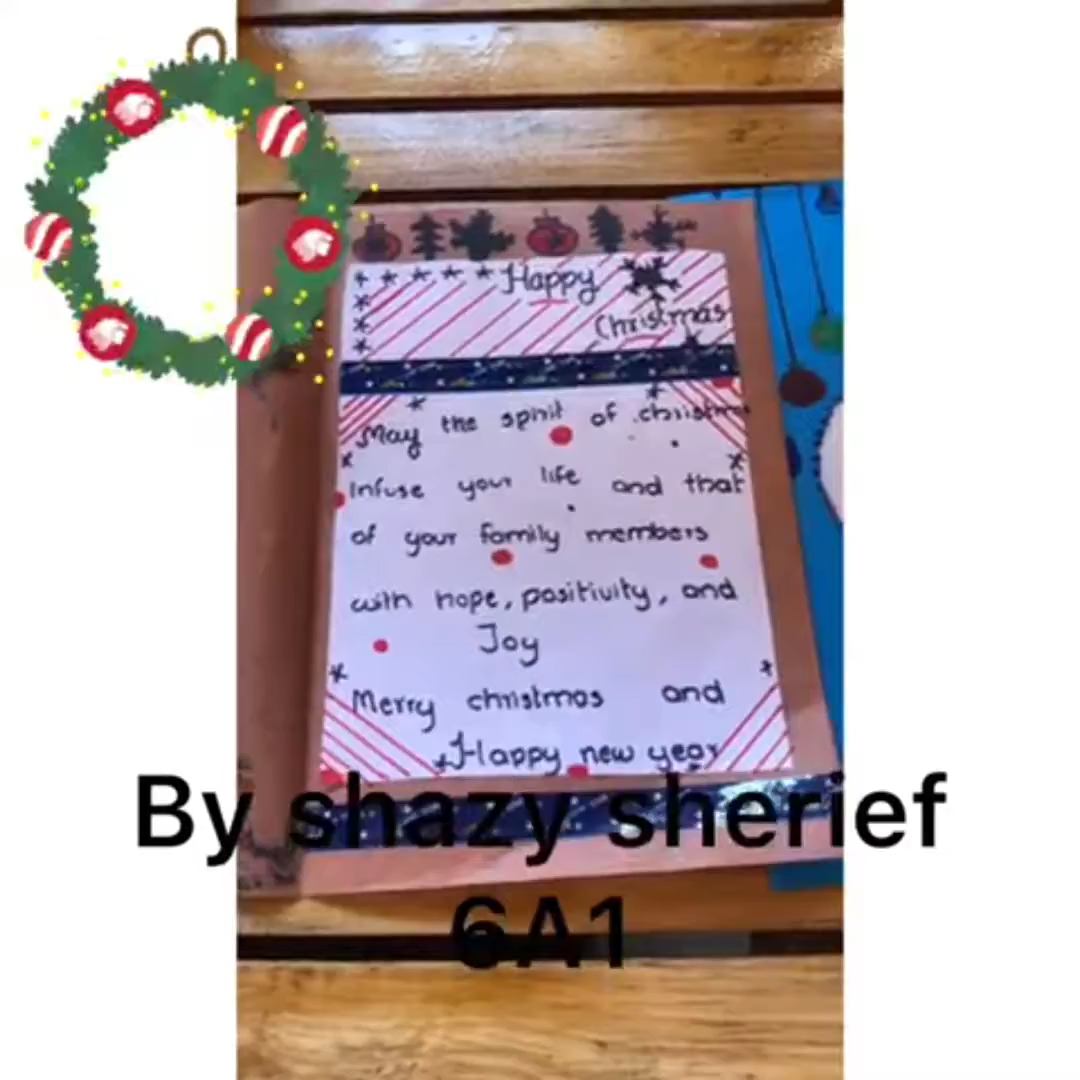 Happy
Christmas
May the spirit of christmas
Infuse your life and that
of your family members
with hope, positivity, and
Joy
Merry christmas and
Happy new year
By shazy sherief
6A1